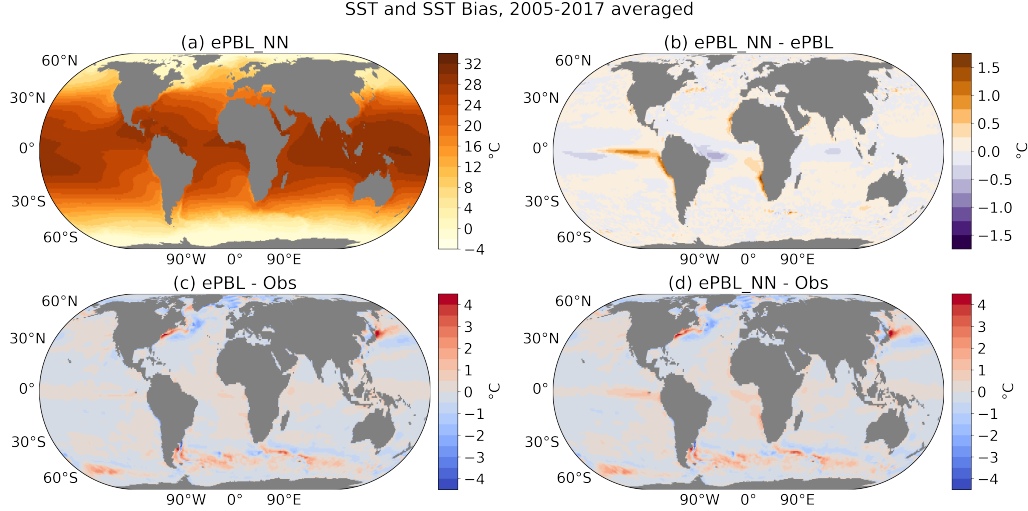 SST and SST Bias, 2005-2017 averaged
(a) ePBL_NN
60°N
30°N
0°
30°S
60°S
90°W 0° 90°E
32
28
24
20
16
12
8
4
0
−4
°C
(b) ePBL_NN - ePBL
60°N
30°N
0°
30°S
60°S
90°W 0° 90°E
1.5
1.0
0.5
0.0
−0.5
−1.0
−1.5
°C
(c) ePBL - Obs
60°N
30°N
0°
30°S
60°S
90°W 0° 90°E
4
3
2
1
0
−1
−2
−3
−4
°C
(d) ePBL_NN - Obs
60°N
30°N
0°
30°S
60°S
90°W 0° 90°E
4
3
2
1
0
−1
−2
−3
−4
°C